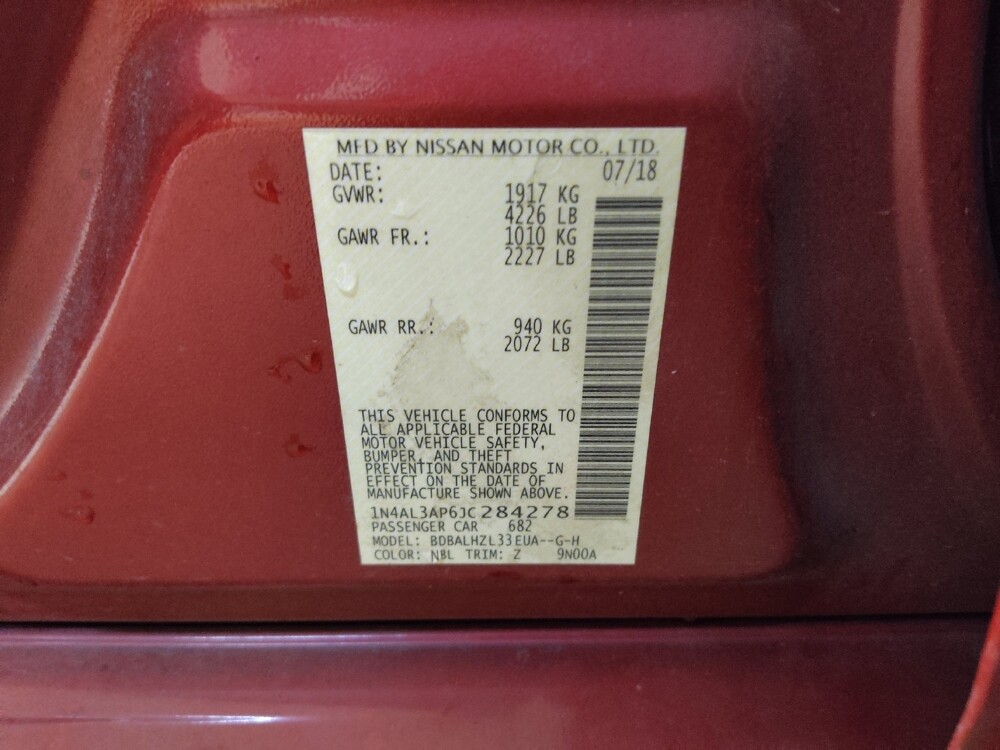 MFD BY NISSAN MOTOR CO., LTD.
DATE: 07/18
GVWR: 1917 KG
4226 LB
GAWR FR.: 1010 KG
2227 LB
GAWR RR.: 940 KG
2072 LB
THIS VEHICLE CONFORMS TO
ALL APPLICABLE FEDERAL
MOTOR VEHICLE SAFETY,
BUMPER, AND THEFT
PREVENTION STANDARDS IN
EFFECT ON THE DATE OF
MANUFACTURE SHOWN ABOVE.
1N4AL3AP6JC284278
PASSENGER CAR 682
MODEL: BDBALHZL33EUA--G-H
COLOR: NBL TRIM: Z 9N00A